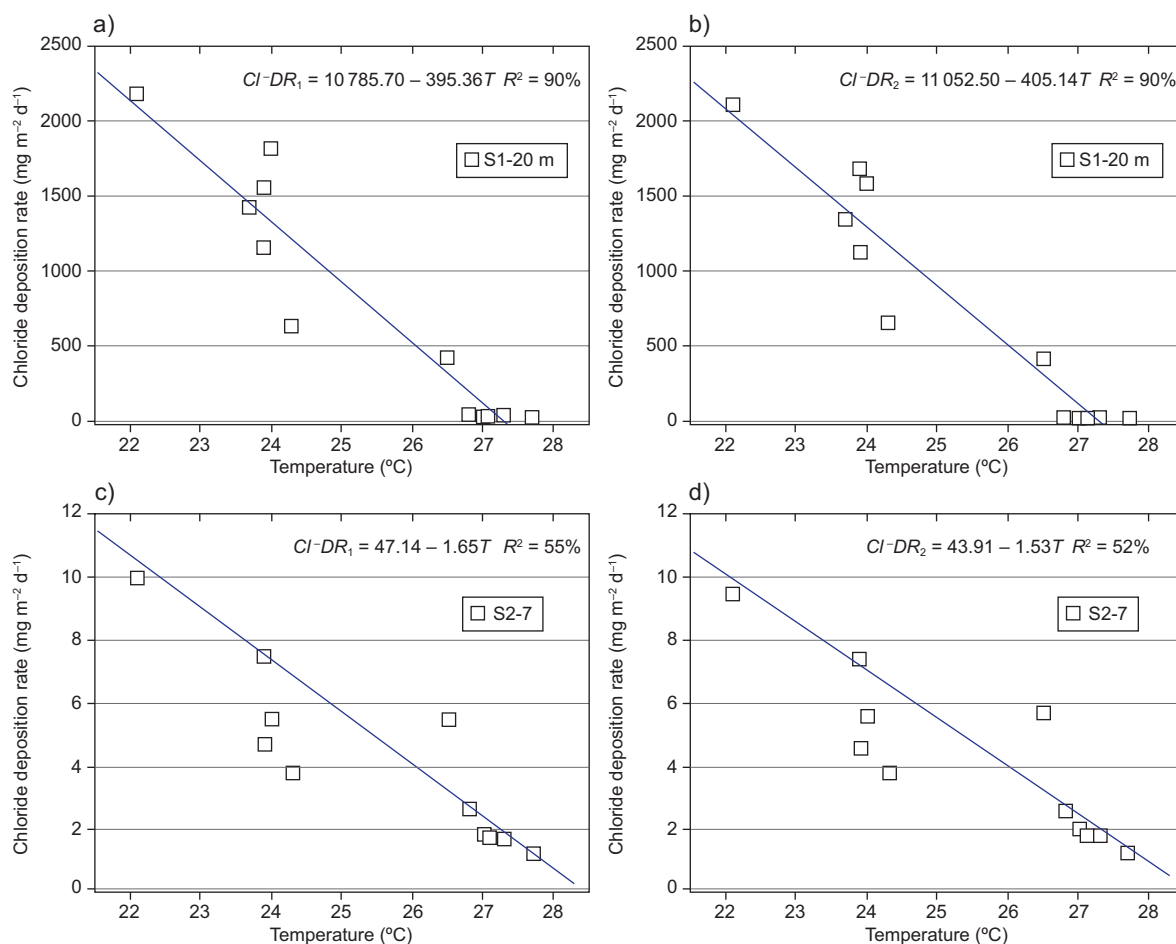 a)
Cl⁻DR₁ = 10 785.70 – 395.36T R² = 90%
S1-20 m
Chloride deposition rate (mg m⁻² d⁻¹)
2500
2000
1500
1000
500
0
22 23 24 25 26 27 28
Temperature (ºC)
b)
Cl⁻DR₂ = 11 052.50 – 405.14T R² = 90%
S1-20 m
Chloride deposition rate (mg m⁻² d⁻¹)
2500
2000
1500
1000
500
0
22 23 24 25 26 27 28
Temperature (ºC)
c)
Cl⁻DR₁ = 47.14 – 1.65T R² = 55%
S2-7
Chloride deposition rate (mg m⁻² d⁻¹)
12
10
8
6
4
2
0
22 23 24 25 26 27 28
Temperature (ºC)
d)
Cl⁻DR₂ = 43.91 – 1.53T R² = 52%
S2-7
Chloride deposition rate (mg m⁻² d⁻¹)
12
10
8
6
4
2
0
22 23 24 25 26 27 28
Temperature (ºC)